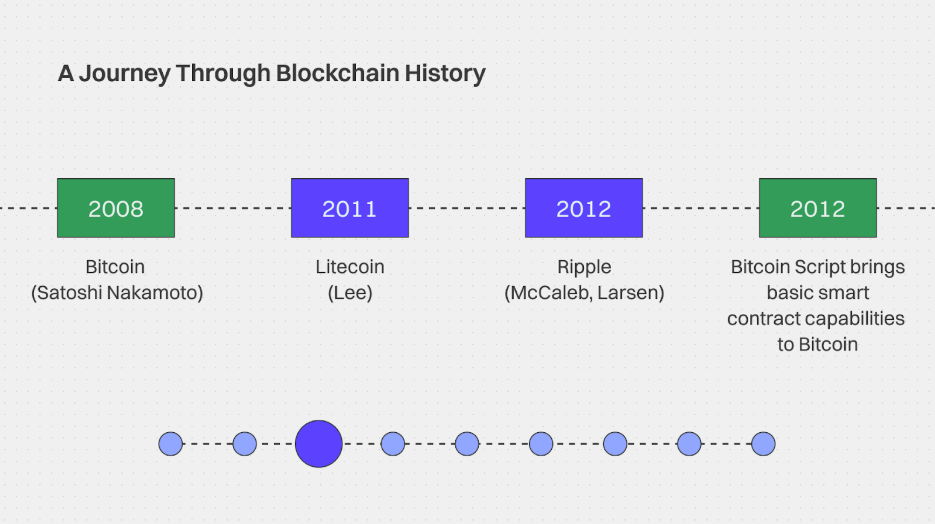 A Journey Through Blockchain History
2008
Bitcoin
(Satoshi Nakamoto)
2011
Litecoin
(Lee)
2012
Ripple
(McCaleb, Larsen)
2012
Bitcoin Script brings
basic smart
contract capabilities
to Bitcoin